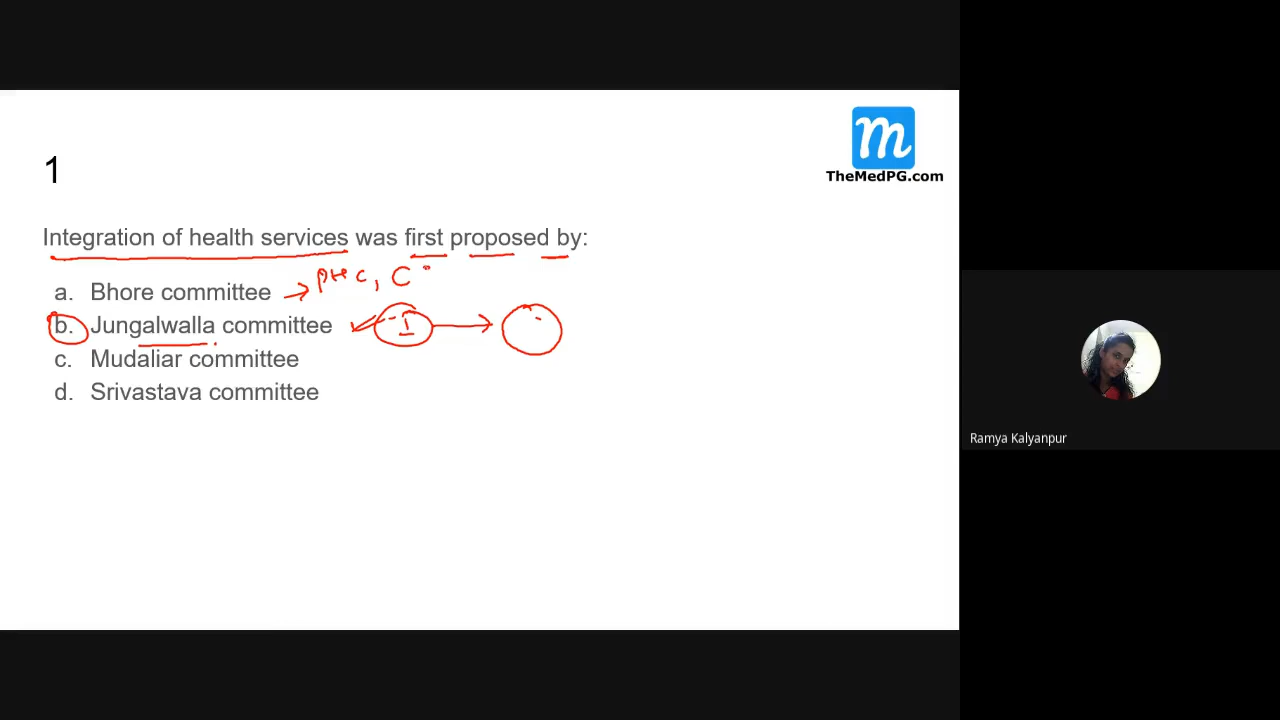 m
TheMedPG.com
1
Integration of health services was first proposed by:
PHC, C
a. Bhore committee
b. Jungalwalla committee
I
c. Mudaliar committee
d. Srivastava committee
Ramya Kalyanpur